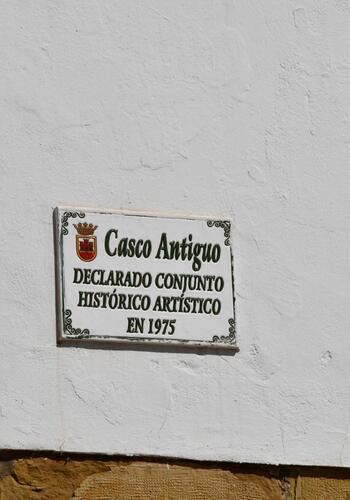 Casco Antiguo
DECLARADO CONJUNTO
HISTÓRICO ARTÍSTICO
EN 1975